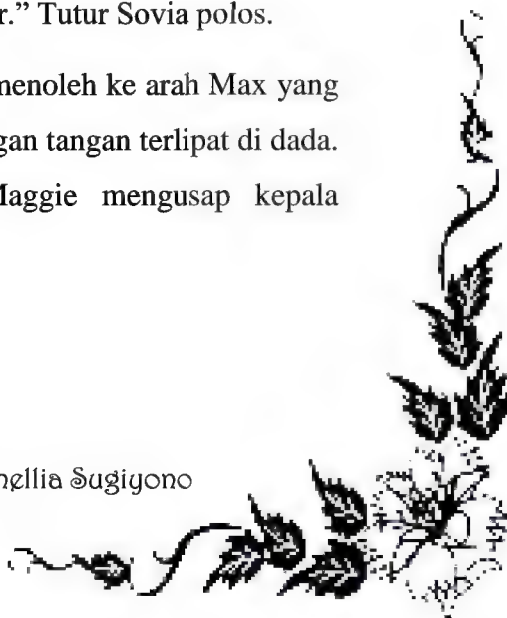 r.” Tutur Sovia polos.
menoleh ke arah Max yang
gan tangan terlipat di dada.
Maggie mengusap kepala
nellia Sugiyono